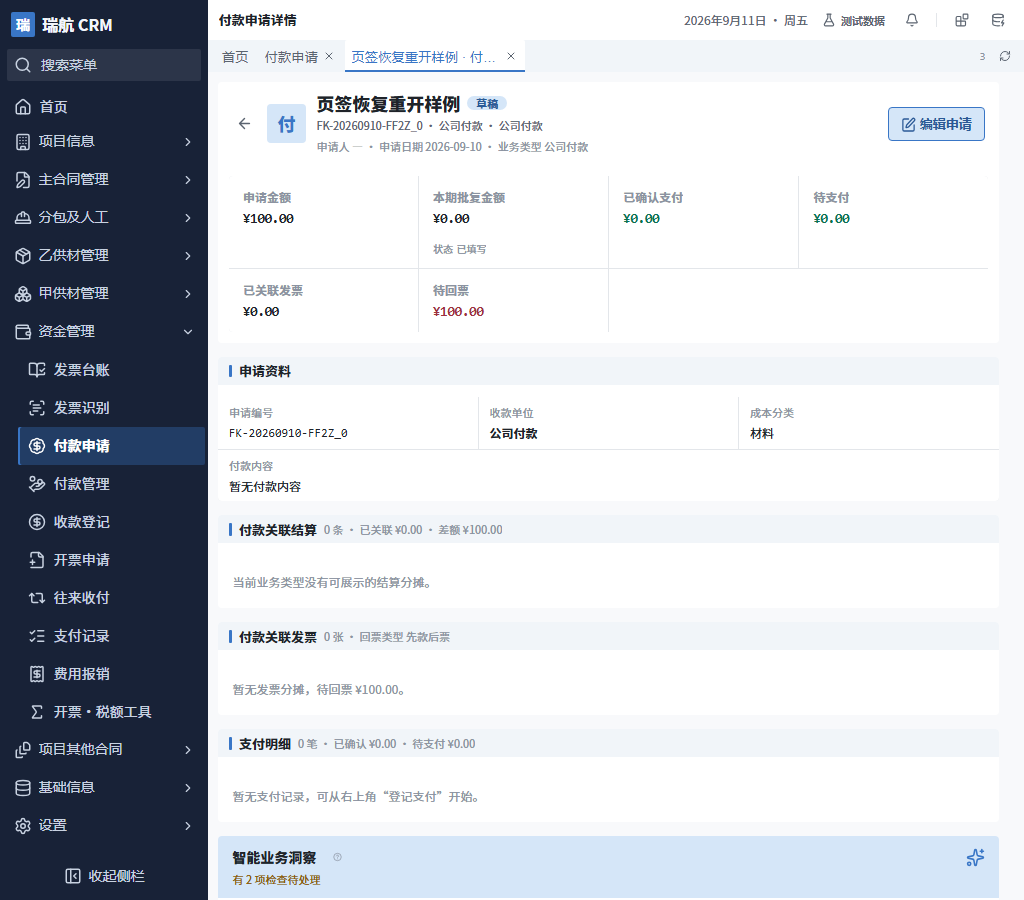 瑞 瑞航 CRM
搜索菜单
首页
项目信息
主合同管理
分包及人工
乙供材管理
甲供材管理
资金管理
发票台账
发票识别
付款申请
付款管理
收款登记
开票申请
往来收付
支付记录
费用报销
开票・税额工具
项目其他合同
基础信息
设置
收起侧栏
付款申请详情
2026年9月11日 · 周五 测试数据
首页 付款申请 × 页签恢复重开样例 · 付... ×
3
付
页签恢复重开样例 草稿
FK-20260910-FF2Z_0 · 公司付款 · 公司付款
申请人 — · 申请日期 2026-09-10 · 业务类型 公司付款
编辑申请
申请金额
¥100.00
本期批复金额
¥0.00
状态 已填写
已确认支付
¥0.00
待支付
¥0.00
已关联发票
¥0.00
待回票
¥100.00
申请资料
申请编号
FK-20260910-FF2Z_0
收款单位
公司付款
成本分类
材料
付款内容
暂无付款内容
付款关联结算 0 条 · 已关联 ¥0.00 · 差额 ¥100.00
当前业务类型没有可展示的结算分摊。
付款关联发票 0 张 · 回票类型 先款后票
暂无发票分摊，待回票 ¥100.00。
支付明细 0 笔 · 已确认 ¥0.00 · 待支付 ¥0.00
暂无支付记录，可从右上角“登记支付”开始。
智能业务洞察
有 2 项检查待处理